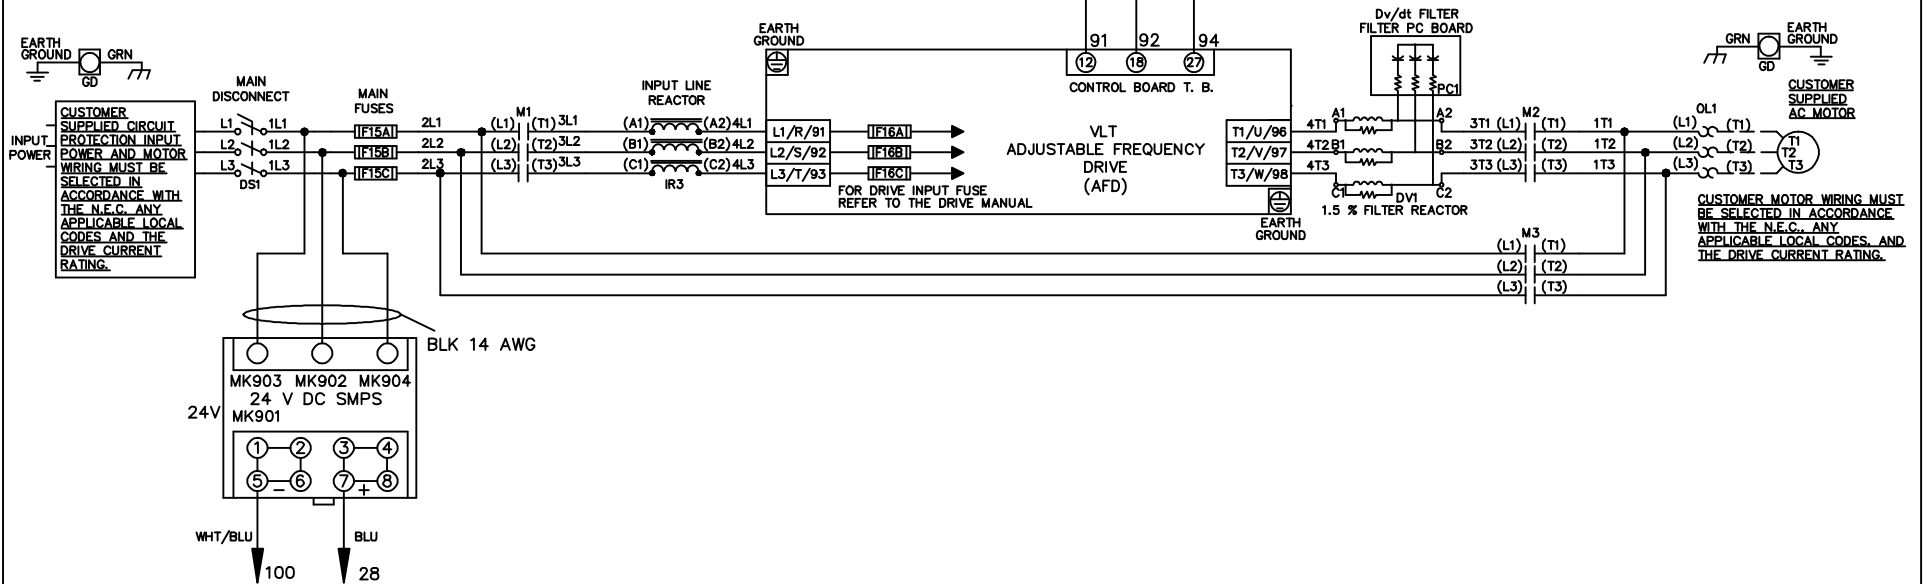 EARTH
GROUND
GRN
GD
INPUT
POWER
CUSTOMER
SUPPLIED CIRCUIT
PROTECTION INPUT
POWER AND MOTOR
WIRING MUST BE
SELECTED IN
ACCORDANCE WITH
THE N.E.C. ANY
APPLICABLE LOCAL
CODES AND THE
DRIVE CURRENT
RATING.
MAIN
DISCONNECT
L1 1L1
L2 1L2
L3 1L3
DS1
MAIN
FUSES
F15A
F15B
F15C
2L1
2L2
2L3
M1
(L1) (T1) 3L1
(L2) (T2) 3L2
(L3) (T3) 3L3
INPUT LINE
REACTOR
(A1) (A2) 4L1
(B1) (B2) 4L2
(C1) (C2) 4L3
IR3
EARTH
GROUND
L1/R/91
L2/S/92
L3/T/93
F16A
F16B
F16C
FOR DRIVE INPUT FUSE
REFER TO THE DRIVE MANUAL
91 92 94
12 18 27
CONTROL BOARD T. B.
VLT
ADJUSTABLE FREQUENCY
DRIVE
(AFD)
T1/U/96
T2/V/97
T3/W/98
EARTH
GROUND
Dv/dt FILTER
FILTER PC BOARD
PC1
4T1 A1 A2
4T2 B1 B2
4T3 C1 C2
DV1
1.5 % FILTER REACTOR
M2
3T1 (L1) (T1) 1T1
3T2 (L2) (T2) 1T2
3T3 (L3) (T3) 1T3
M3
(L1) (T1)
(L2) (T2)
(L3) (T3)
GRN
GD
EARTH
GROUND
CUSTOMER
SUPPLIED
AC MOTOR
OL1
(L1) (T1)
(L2) (T2)
(L3) (T3)
T1
T2
T3
CUSTOMER MOTOR WIRING MUST
BE SELECTED IN ACCORDANCE
WITH THE N.E.C., ANY
APPLICABLE LOCAL CODES, AND
THE DRIVE CURRENT RATING.
BLK 14 AWG
MK903 MK902 MK904
24 V DC SMPS
24V
MK901
1 2 3 4
5 6 7 8
- +
WHT/BLU BLU
100 28